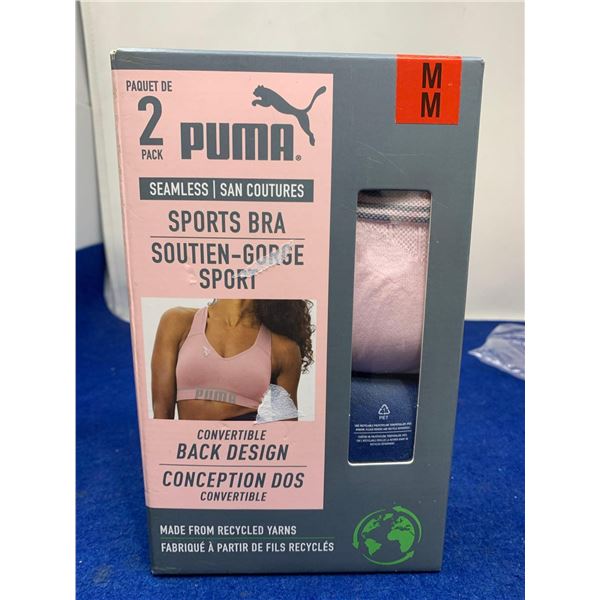 PAQUET DE
2
PACK
PUMA®
M
M
SEAMLESS | SAN COUTURES
SPORTS BRA
SOUTIEN-GORGE
SPORT
PUMA
CONVERTIBLE
BACK DESIGN
CONCEPTION DOS
CONVERTIBLE
PET
MADE FROM RECYCLED YARNS
FABRIQUÉ À PARTIR DE FILS RECYCLÉS